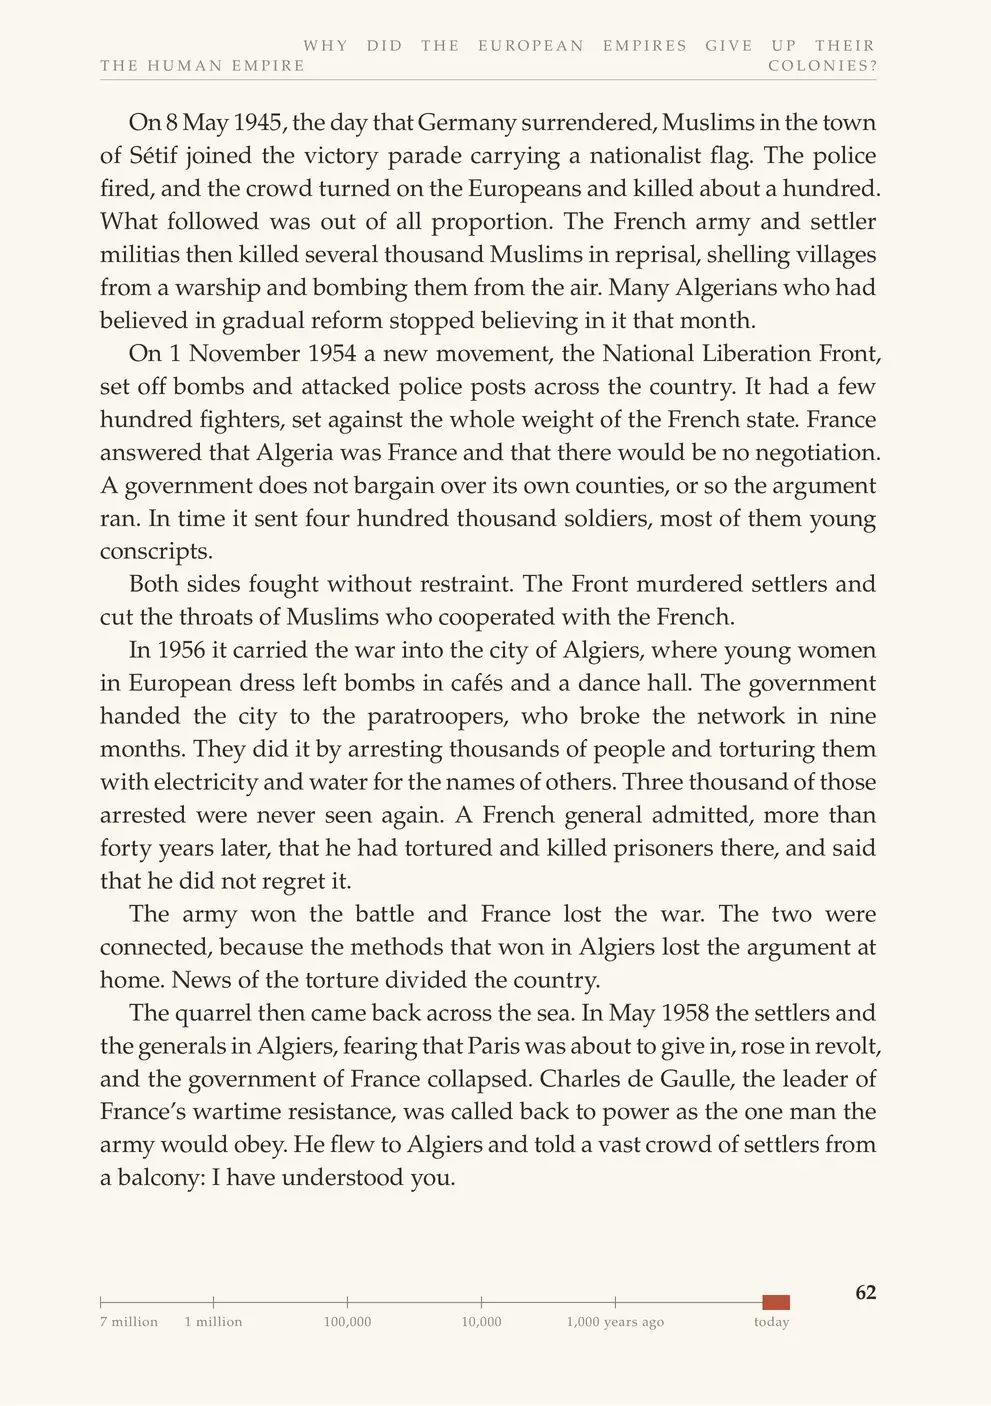 WHY DID THE EUROPEAN EMPIRES GIVE UP THEIR
THE HUMAN EMPIRE COLONIES?
On 8 May 1945, the day that Germany surrendered, Muslims in the town
of Sétif joined the victory parade carrying a nationalist flag. The police
fired, and the crowd turned on the Europeans and killed about a hundred.
What followed was out of all proportion. The French army and settler
militias then killed several thousand Muslims in reprisal, shelling villages
from a warship and bombing them from the air. Many Algerians who had
believed in gradual reform stopped believing in it that month.
On 1 November 1954 a new movement, the National Liberation Front,
set off bombs and attacked police posts across the country. It had a few
hundred fighters, set against the whole weight of the French state. France
answered that Algeria was France and that there would be no negotiation.
A government does not bargain over its own counties, or so the argument
ran. In time it sent four hundred thousand soldiers, most of them young
conscripts.
Both sides fought without restraint. The Front murdered settlers and
cut the throats of Muslims who cooperated with the French.
In 1956 it carried the war into the city of Algiers, where young women
in European dress left bombs in cafés and a dance hall. The government
handed the city to the paratroopers, who broke the network in nine
months. They did it by arresting thousands of people and torturing them
with electricity and water for the names of others. Three thousand of those
arrested were never seen again. A French general admitted, more than
forty years later, that he had tortured and killed prisoners there, and said
that he did not regret it.
The army won the battle and France lost the war. The two were
connected, because the methods that won in Algiers lost the argument at
home. News of the torture divided the country.
The quarrel then came back across the sea. In May 1958 the settlers and
the generals in Algiers, fearing that Paris was about to give in, rose in revolt,
and the government of France collapsed. Charles de Gaulle, the leader of
France’s wartime resistance, was called back to power as the one man the
army would obey. He flew to Algiers and told a vast crowd of settlers from
a balcony: I have understood you.
62
7 million 1 million 100,000 10,000 1,000 years ago today